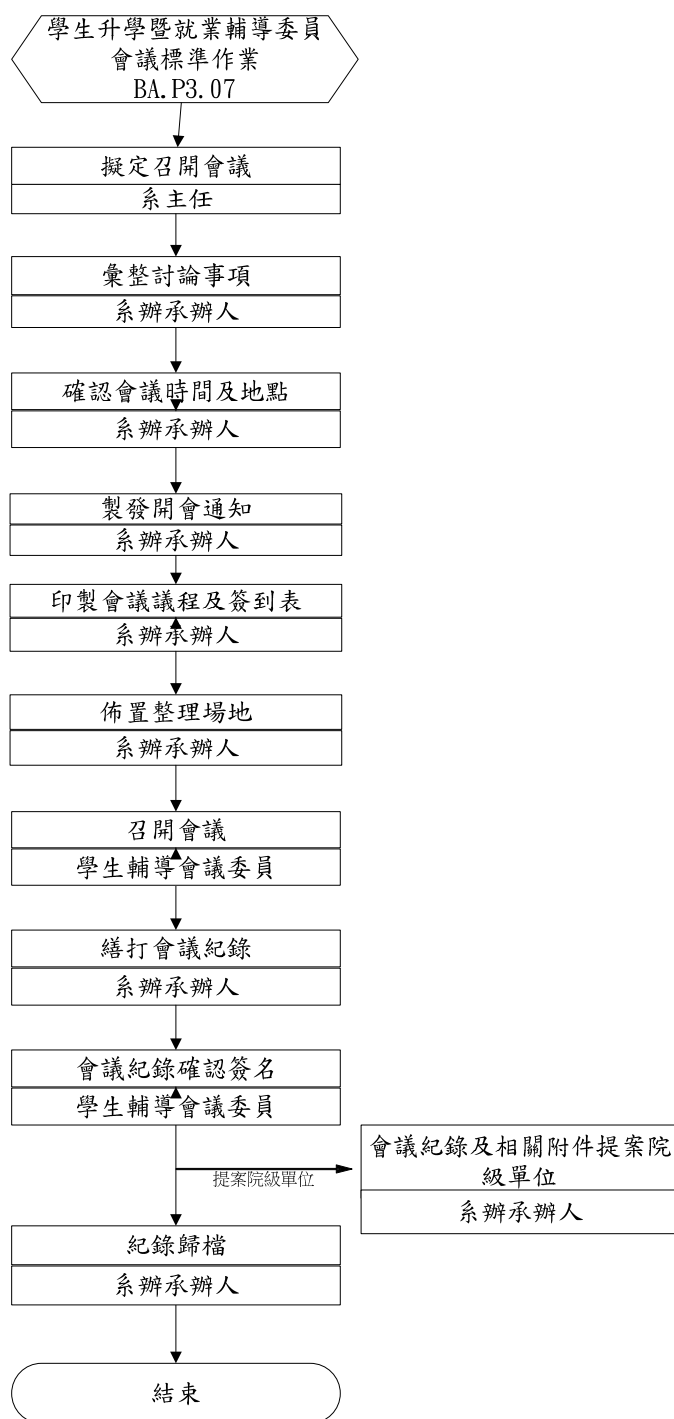 學生升學暨就業輔導委員
會議標準作業
BA.P3.07
擬定召開會議
系主任
彙整討論事項
系辦承辦人
確認會議時間及地點
系辦承辦人
製發開會通知
系辦承辦人
印製會議議程及簽到表
系辦承辦人
佈置整理場地
系辦承辦人
召開會議
學生輔導會議委員
繕打會議紀錄
系辦承辦人
會議紀錄確認簽名
學生輔導會議委員
提案院級單位
會議紀錄及相關附件提案院
級單位
系辦承辦人
紀錄歸檔
系辦承辦人
結束